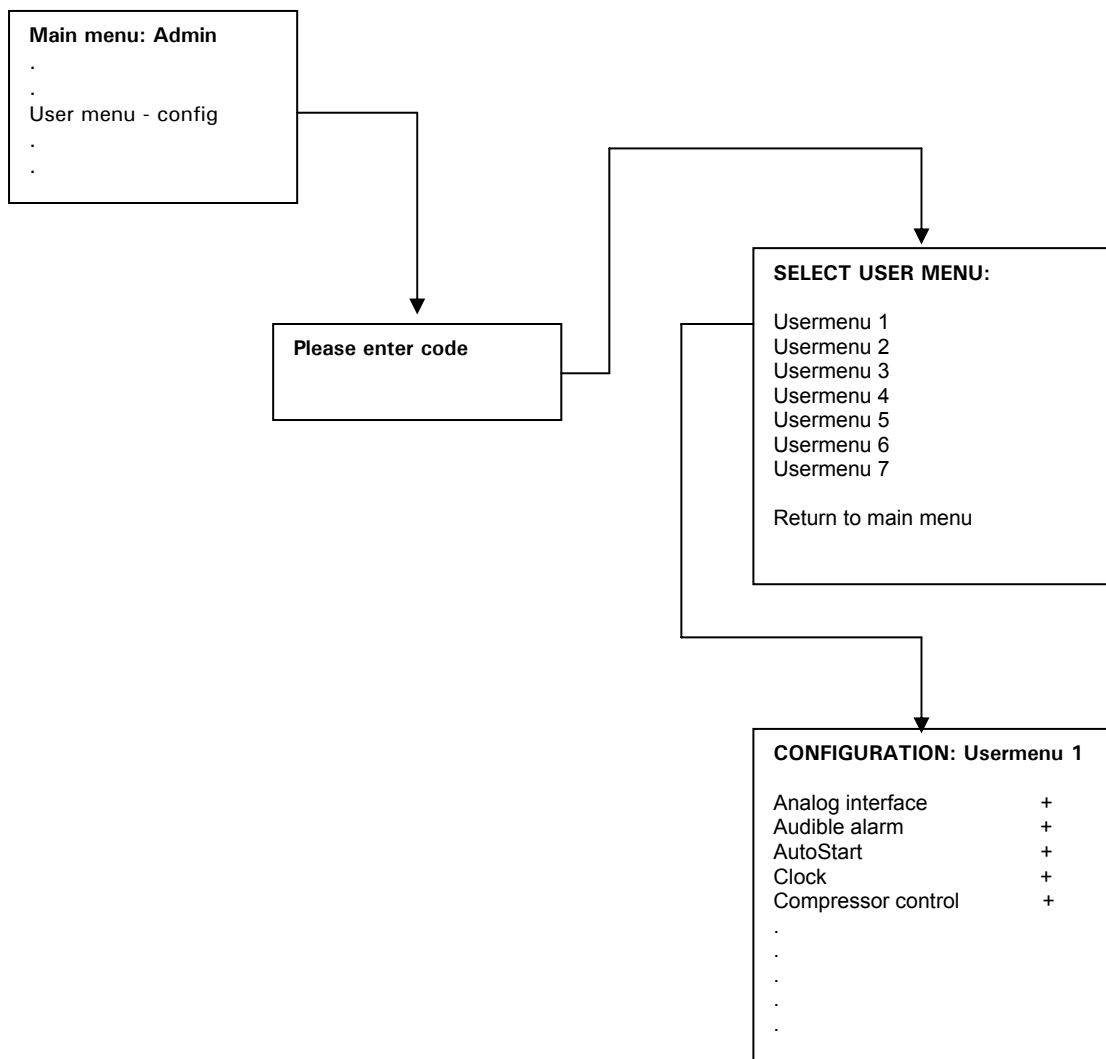 Main menu: Admin
.
.
User menu - config
.
.
Please enter code
SELECT USER MENU:
Usermenu 1
Usermenu 2
Usermenu 3
Usermenu 4
Usermenu 5
Usermenu 6
Usermenu 7
Return to main menu
CONFIGURATION: Usermenu 1
Analog interface +
Audible alarm +
AutoStart +
Clock +
Compressor control +
.
.
.
.
.